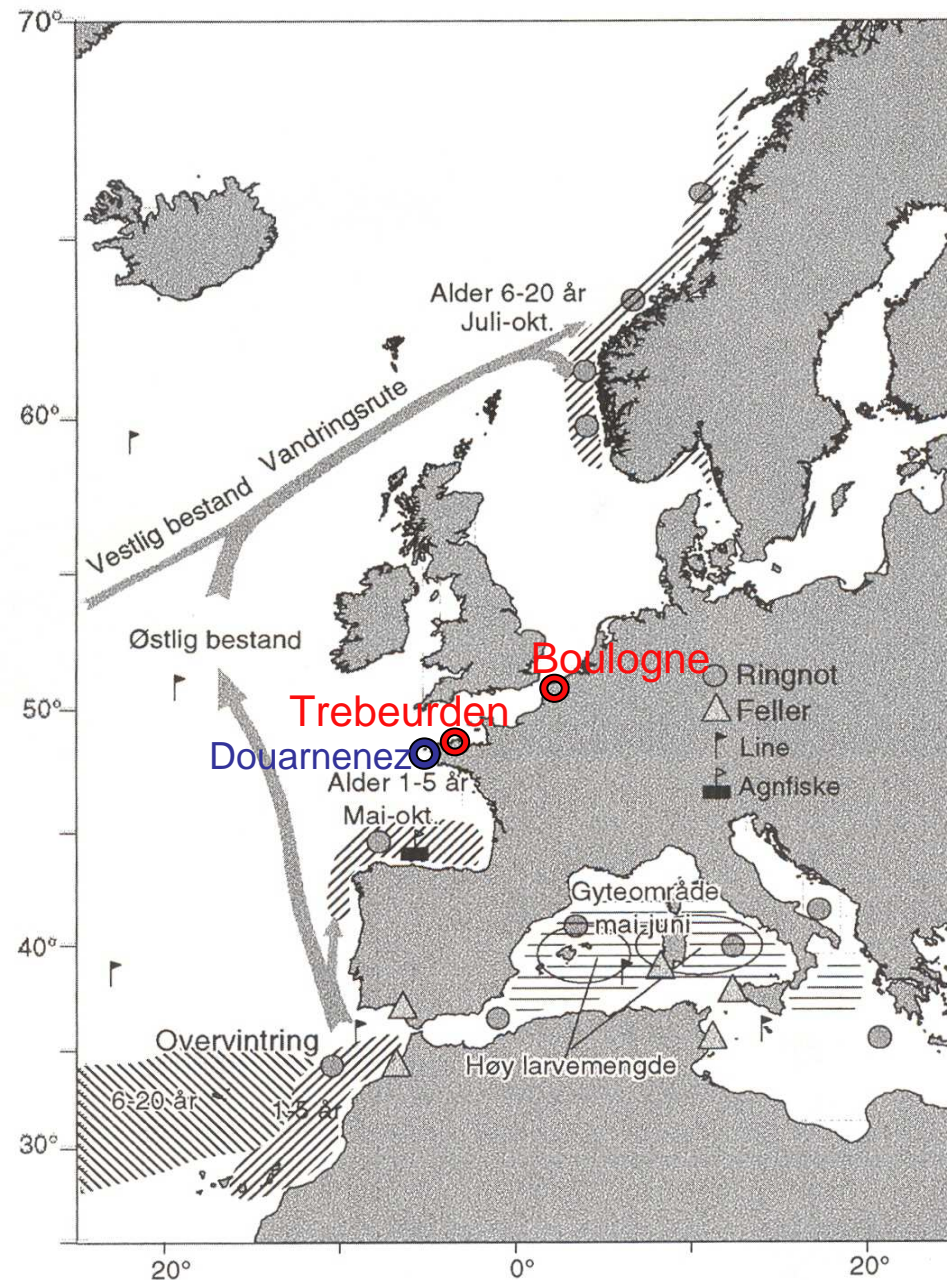 70°
Alder 6-20 år
Juli-okt.
60°
Vestlig bestand
Vandringsrute
Østlig bestand
Boulogne
Ringnot
50°
Trebeurden
Feller
Line
Douarnenez
Alder 1-5 år
Agnfiske
Mai-okt.
Gyteområde
mai-juni
40°
Overvintring
Høy larvemengde
6-20 år
1-5 år
30°
20°
0°
20°